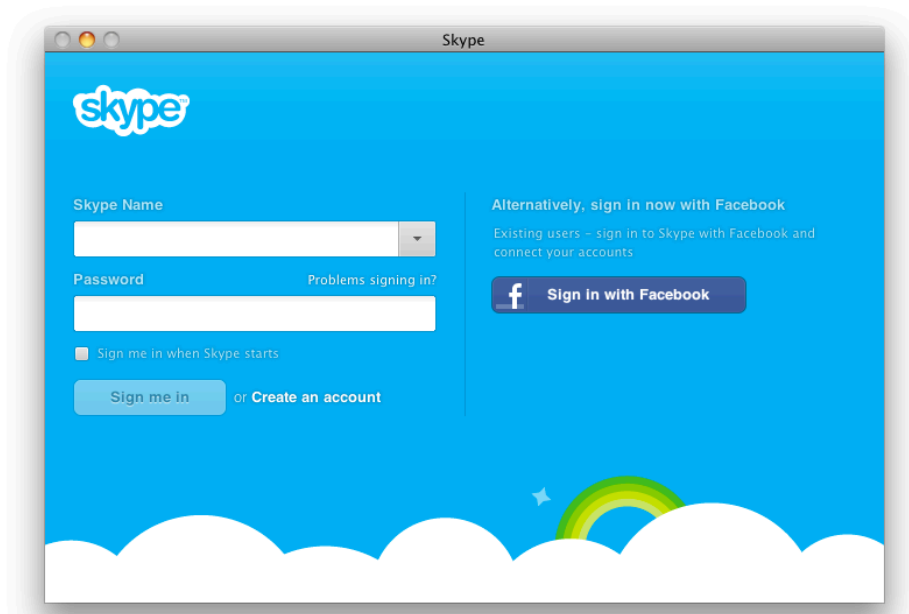 Skype
skype
Skype Name
Password
Problems signing in?
Sign me in when Skype starts
Sign me in
or Create an account
Alternatively, sign in now with Facebook
Existing users – sign in to Skype with Facebook and
connect your accounts
f Sign in with Facebook